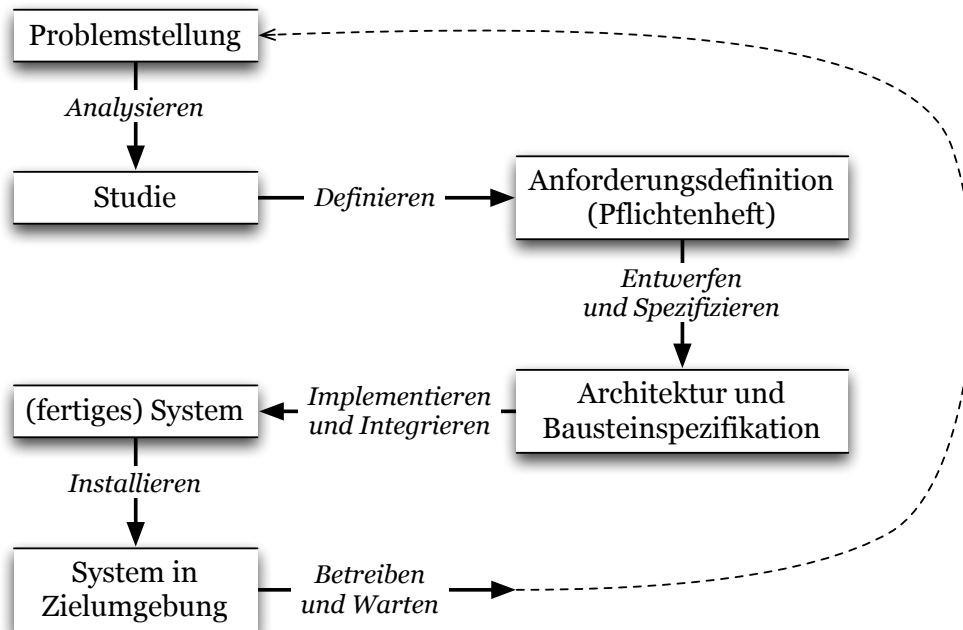 Problemstellung
Analysieren
Studie
Definieren
Anforderungsdefinition
(Pflichtenheft)
Entwerfen
und Spezifizieren
Architektur und
Bausteinspezifikation
Implementieren
und Integrieren
(fertiges) System
Installieren
System in
Zielumgebung
Betreiben
und Warten